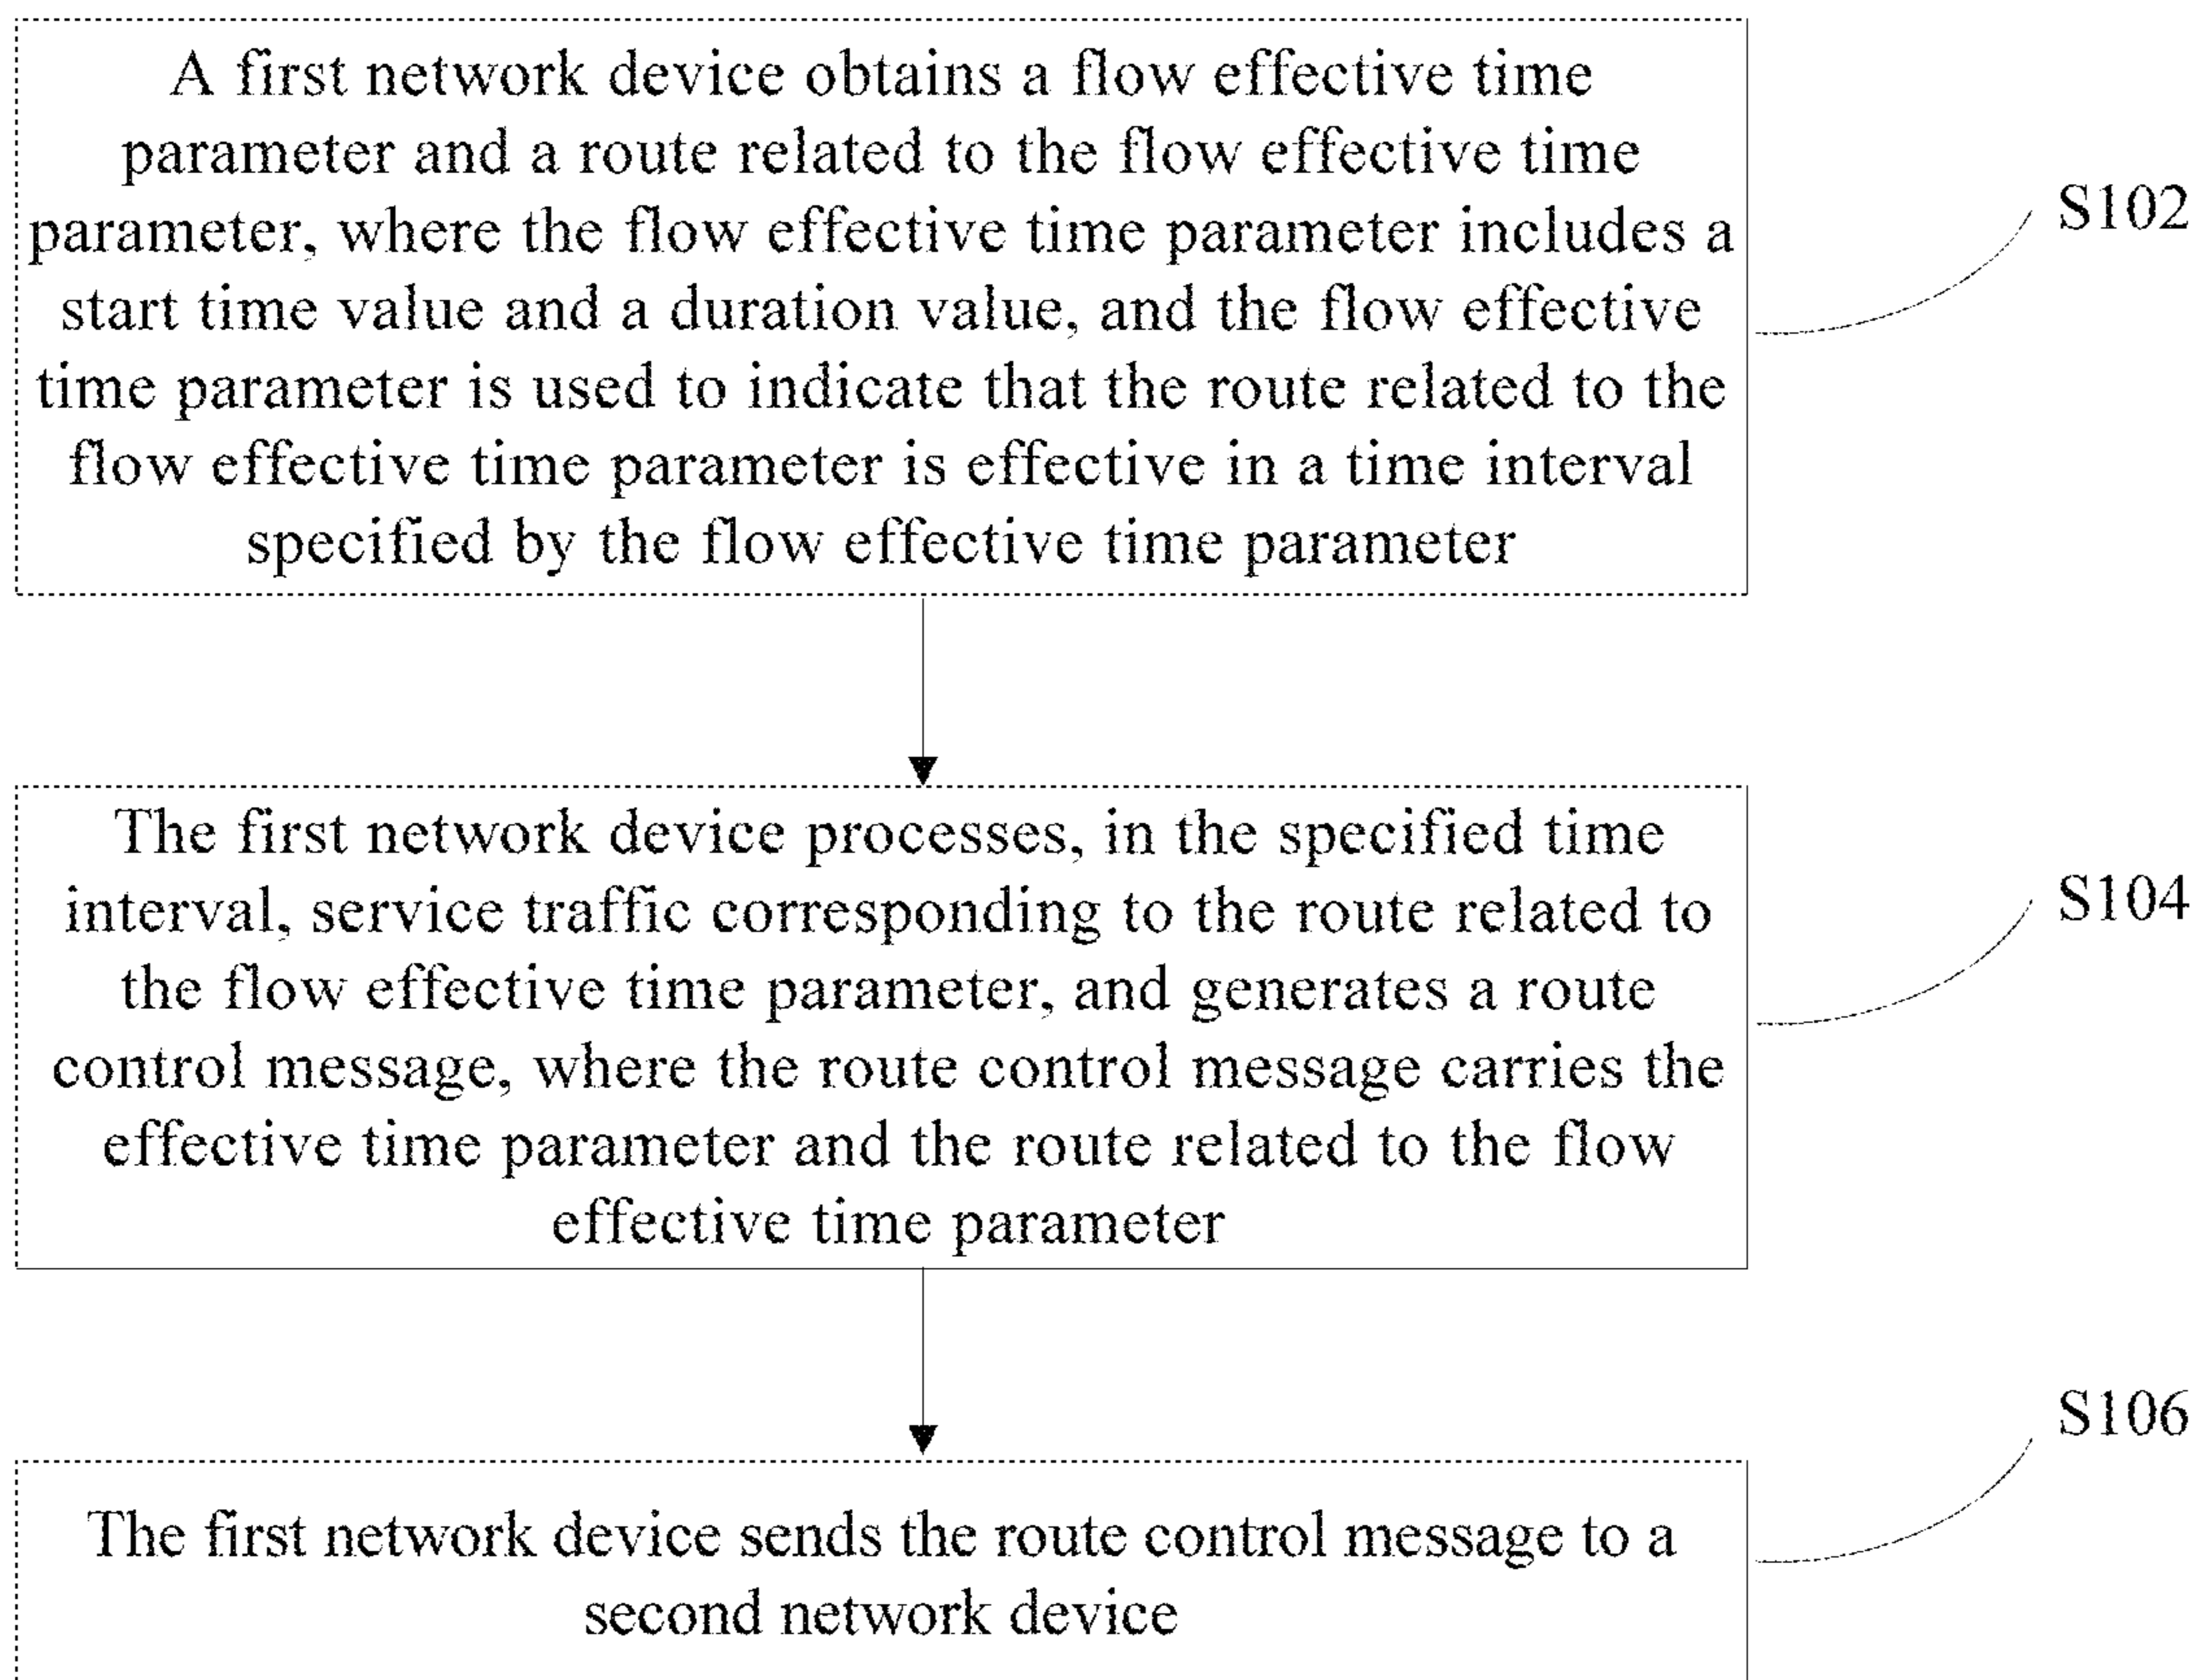 A first network device obtains a flow effective time
parameter and a route related to the flow effective time
parameter, where the flow effective time parameter includes a
start time value and a duration value, and the flow effective
time parameter is used to indicate that the route related to the
flow effective time parameter is effective in a time interval
specified by the flow effective time parameter
S102
The first network device processes, in the specified time
interval, service traffic corresponding to the route related to
the flow effective time parameter, and generates a route
control message, where the route control message carries the
effective time parameter and the route related to the flow
effective time parameter
S104
The first network device sends the route control message to a
second network device
S106